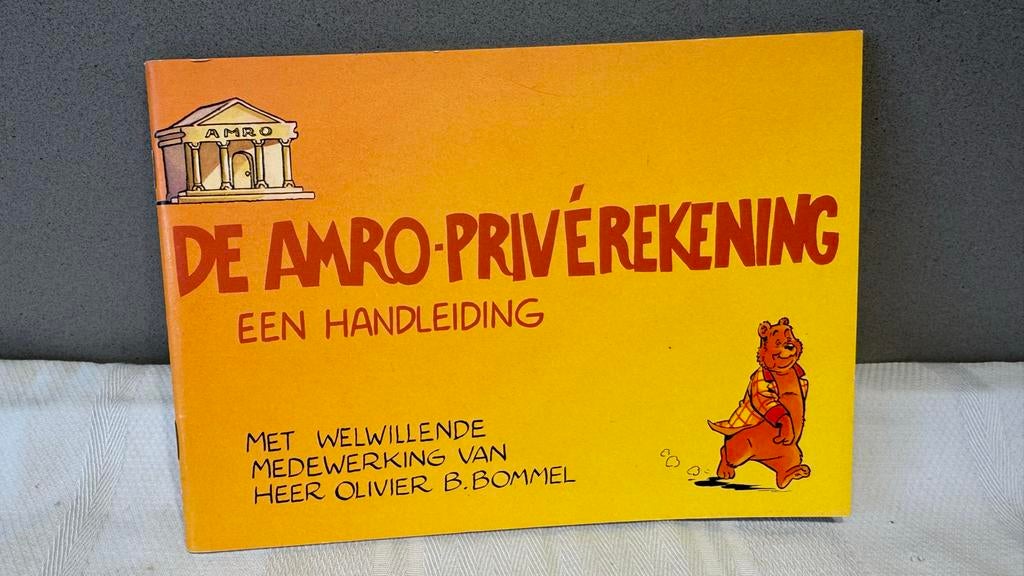 AMRO
DE AMRO-PRIVÉREKENING
EEN HANDLEIDING
MET WELWILLENDE
MEDEWERKING VAN
HEER OLIVIER B. BOMMEL